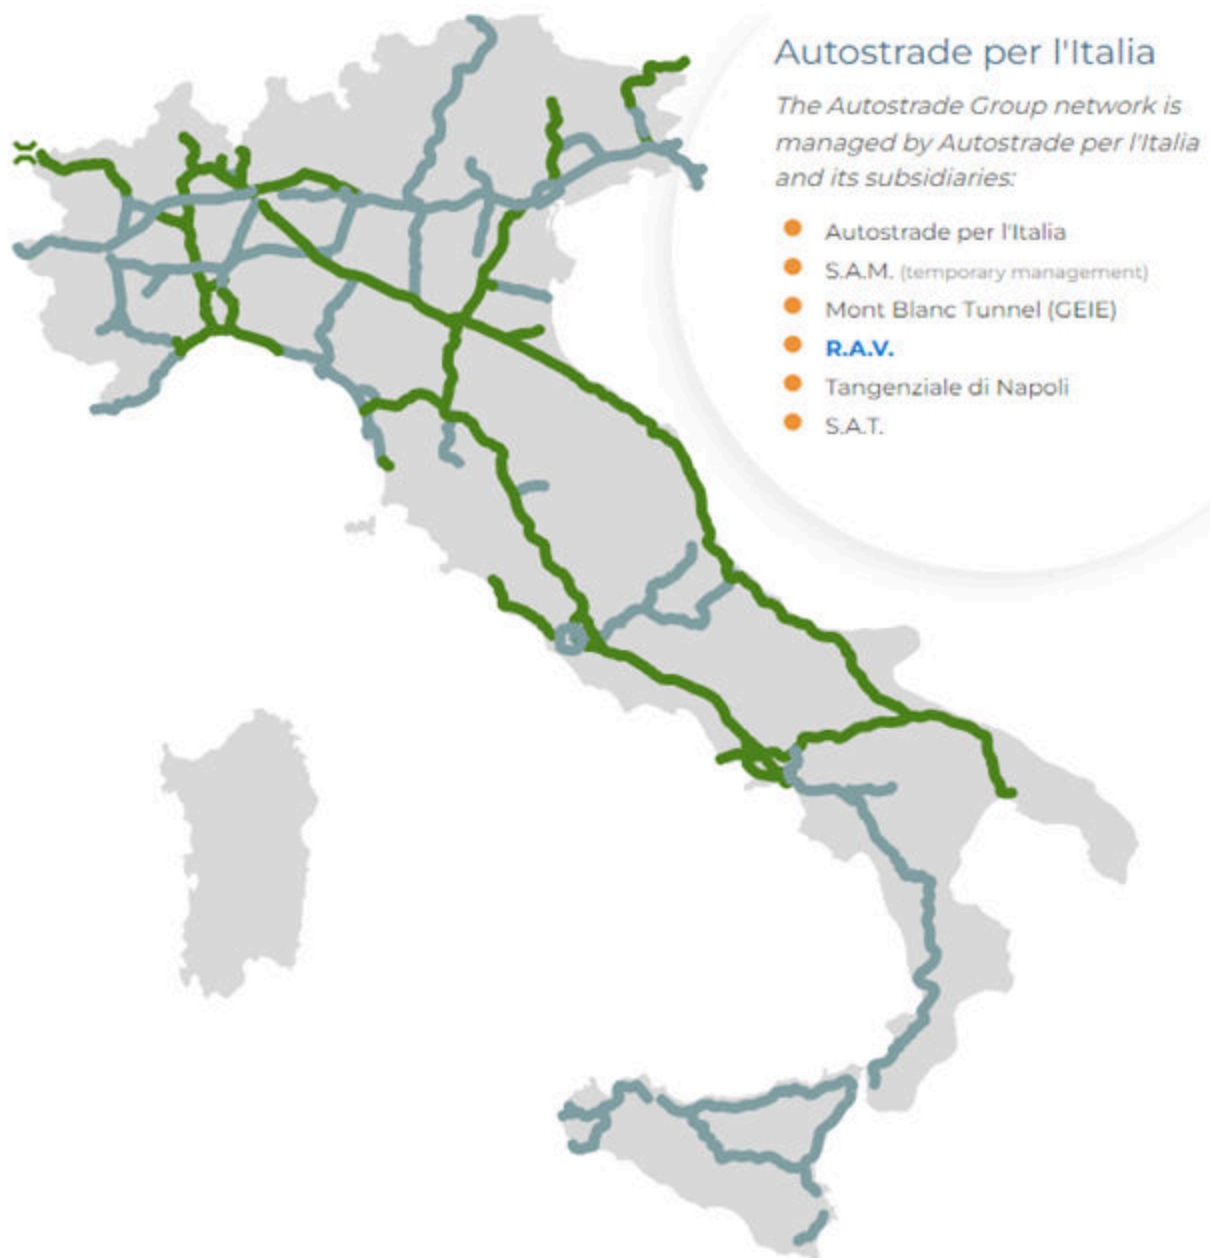 Autostrade per l'Italia
The Autostrade Group network is
managed by Autostrade per l'Italia
and its subsidiaries:
Autostrade per l'Italia
S.A.M. (temporary management)
Mont Blanc Tunnel (GEIE)
R.A.V.
Tangenziale di Napoli
S.A.T.